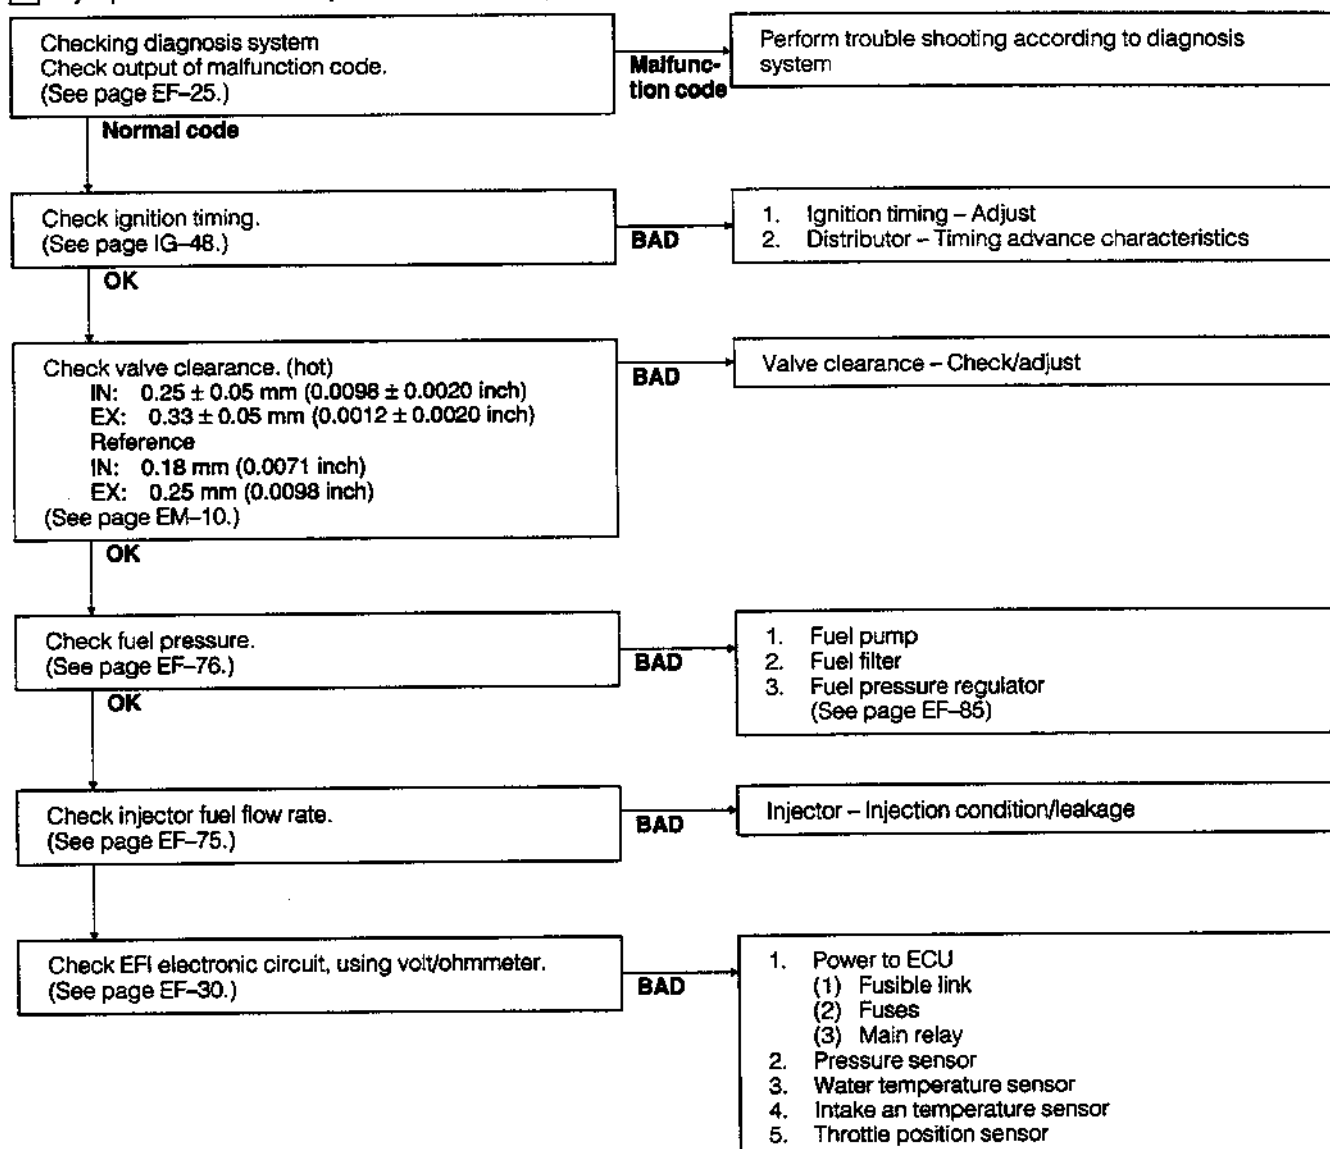 Checking diagnosis system
Check output of malfunction code.
(See page EF–25.)
Malfunc-
tion code
Perform trouble shooting according to diagnosis
system
Normal code
Check ignition timing.
(See page IG–48.)
BAD
1. Ignition timing – Adjust
2. Distributor – Timing advance characteristics
OK
Check valve clearance. (hot)
IN: 0.25 ± 0.05 mm (0.0098 ± 0.0020 inch)
EX: 0.33 ± 0.05 mm (0.0012 ± 0.0020 inch)
Reference
IN: 0.18 mm (0.0071 inch)
EX: 0.25 mm (0.0098 inch)
(See page EM–10.)
BAD
Valve clearance – Check/adjust
OK
Check fuel pressure.
(See page EF–76.)
BAD
1. Fuel pump
2. Fuel filter
3. Fuel pressure regulator
(See page EF–85)
OK
Check injector fuel flow rate.
(See page EF–75.)
BAD
Injector – Injection condition/leakage
Check EFI electronic circuit, using volt/ohmmeter.
(See page EF–30.)
BAD
1. Power to ECU
(1) Fusible link
(2) Fuses
(3) Main relay
2. Pressure sensor
3. Water temperature sensor
4. Intake an temperature sensor
5. Throttle position sensor